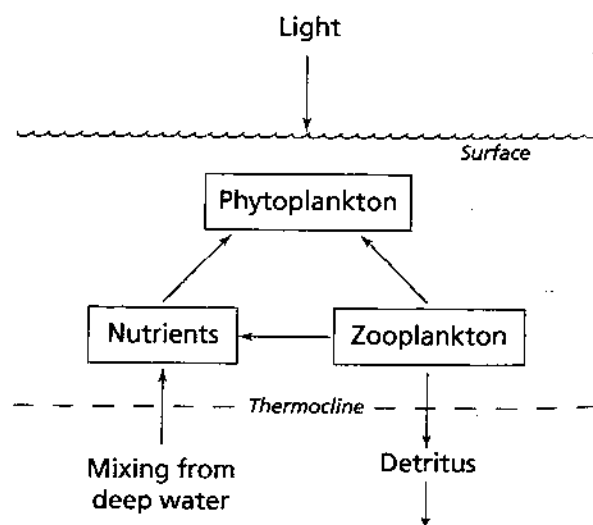 Light
Surface
Phytoplankton
Nutrients
Zooplankton
Thermocline
Mixing from
deep water
Detritus